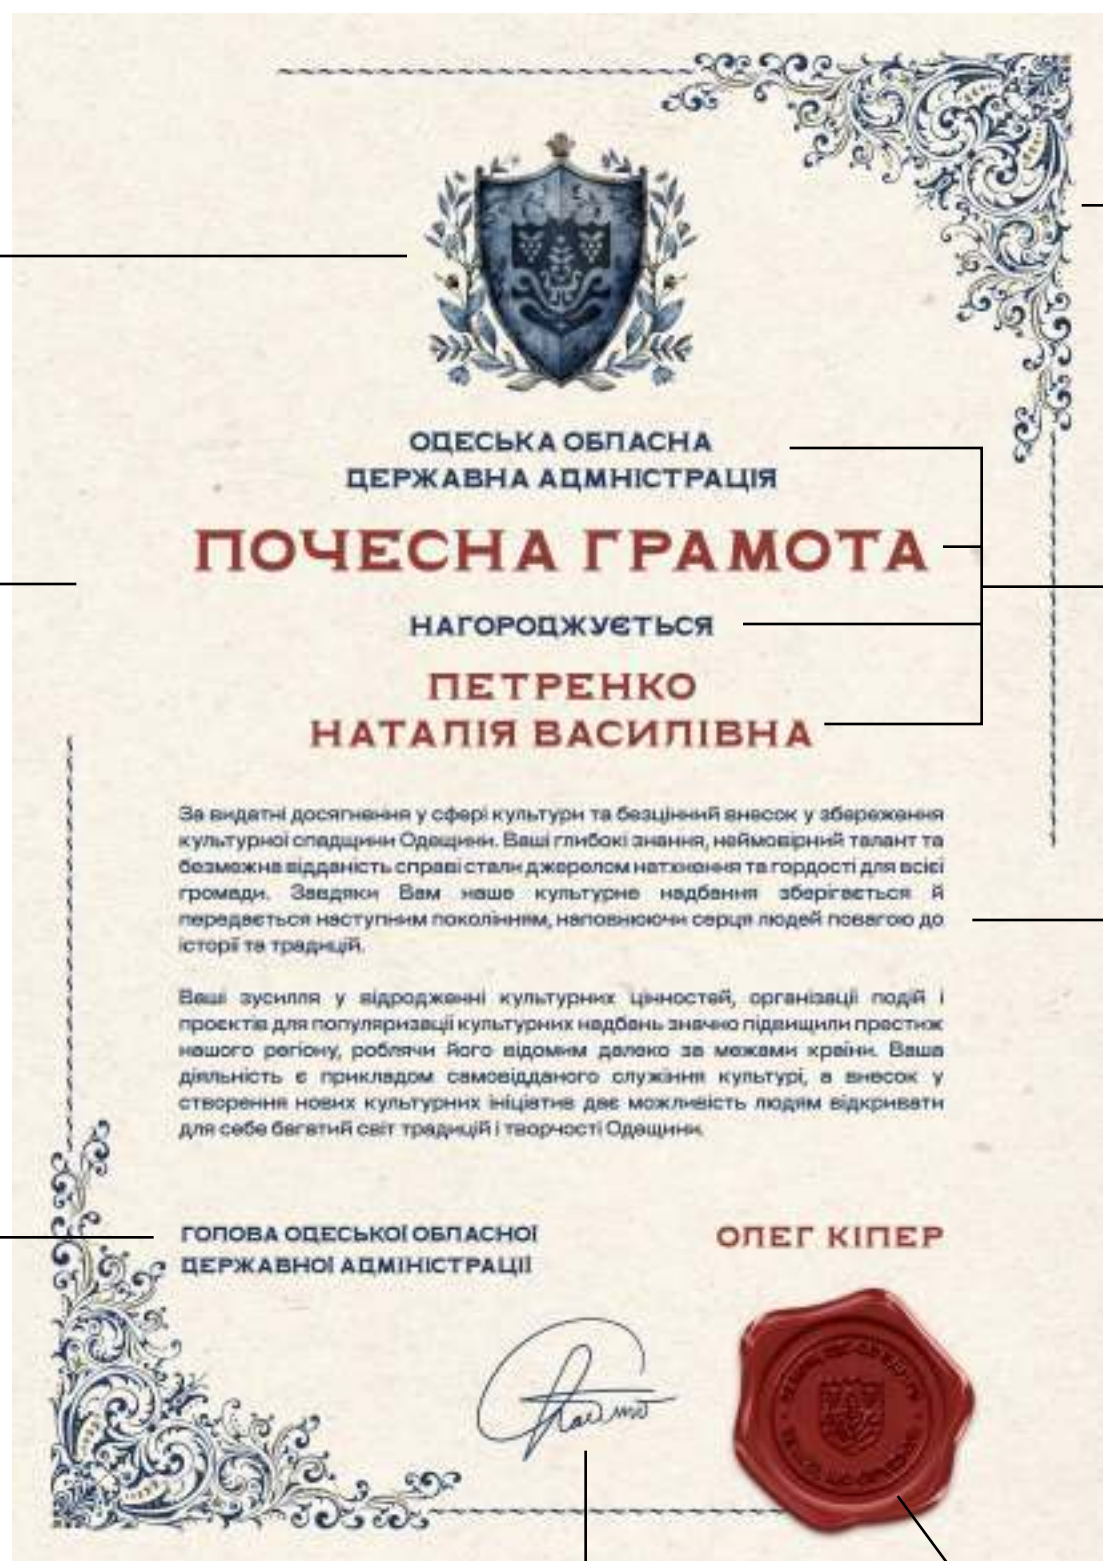 ОДЕСЬКА ОБЛАСНА
ДЕРЖАВНА АДМНІСТРАЦІЯ
ПОЧЕСНА ГРАМОТА
НАГОРОДЖУЄТЬСЯ
ПЕТРЕНКО
НАТАЛІЯ ВАСИЛІВНА
За видатні досягнення у сфері культури та безцінний внесок у збереження
культурної спадщини Одещини. Ваші глибокі знання, неймовірний талант та
безмежна відданість справі стали джерелом натхнення та гордості для всієї
громади. Завдяки Вам наше культурне надбання зберігається й
передається наступним поколінням, наповнюючи серця людей повагою до
історії та традицій.
Ваші зусилля у відродженні культурних цінностей, організації подій і
проєктів для популяризації культурних надбань значно підвищили престиж
нашого регіону, роблячи його відомим далеко за межами країни. Ваша
діяльність є прикладом самовідданого служіння культурі, а внесок у
створення нових культурних ініціатив дає можливість людям відкривати
для себе багатий світ традицій і творчості Одещини.
ГОЛОВА ОДЕСЬКОЇ ОБЛАСНОЇ
ДЕРЖАВНОЇ АДМІНІСТРАЦІЇ
ОЛЕГ КІПЕР